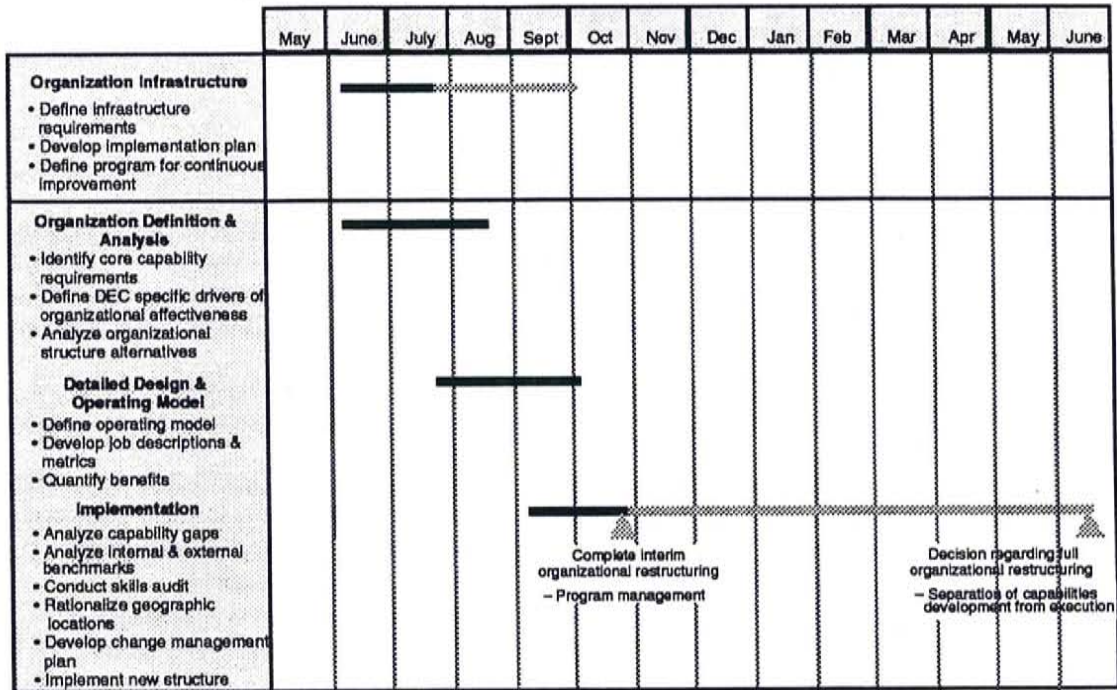 May June July Aug Sept Oct Nov Dec Jan Feb Mar Apr May June
Organization Infrastructure
• Define infrastructure
requirements
• Develop implementation plan
• Define program for continuous
improvement
Organization Definition &
Analysis
• Identify core capability
requirements
• Define DEC specific drivers of
organizational effectiveness
• Analyze organizational
structure alternatives
Detailed Design &
Operating Model
• Define operating model
• Develop job descriptions &
metrics
• Quantify benefits
Implementation
• Analyze capability gaps
• Analyze internal & external
benchmarks
• Conduct skills audit
• Rationalize geographic
locations
• Develop change management
plan
• Implement new structure
Complete interim
organizational restructuring
– Program management
Decision regarding full
organizational restructuring
– Separation of capabilities
development from execution